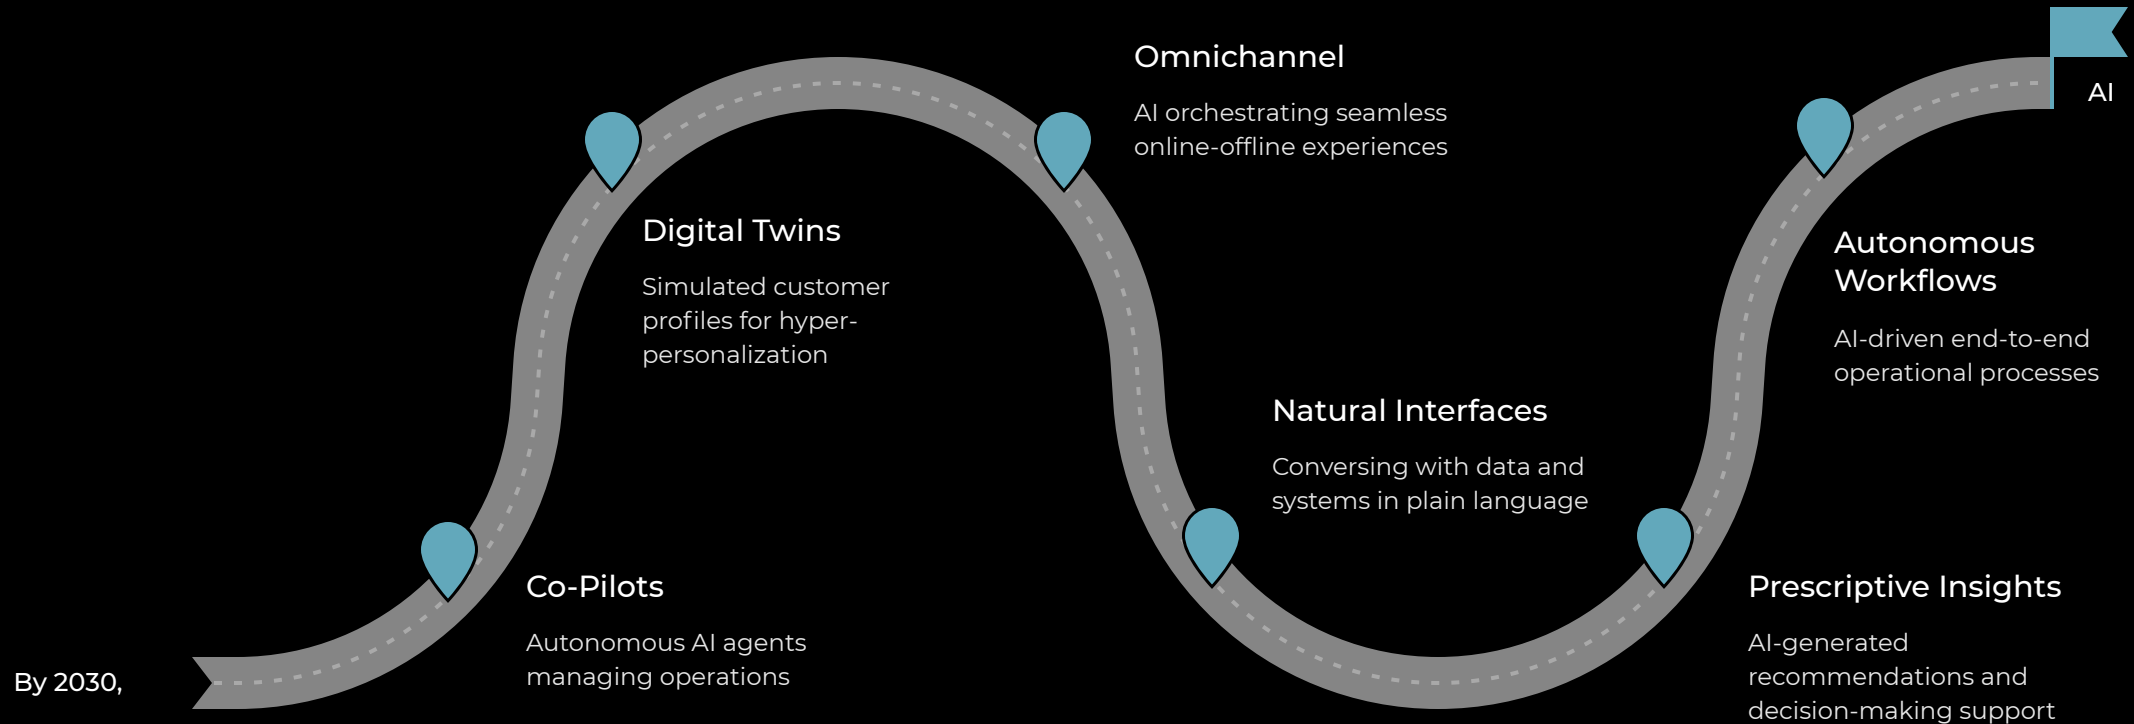 By 2030,
Co-Pilots
Autonomous AI agents
managing operations
Digital Twins
Simulated customer
profiles for hyper-
personalization
Omnichannel
AI orchestrating seamless
online-offline experiences
Natural Interfaces
Conversing with data and
systems in plain language
Prescriptive Insights
AI-generated
recommendations and
decision-making support
Autonomous
Workflows
AI-driven end-to-end
operational processes
AI